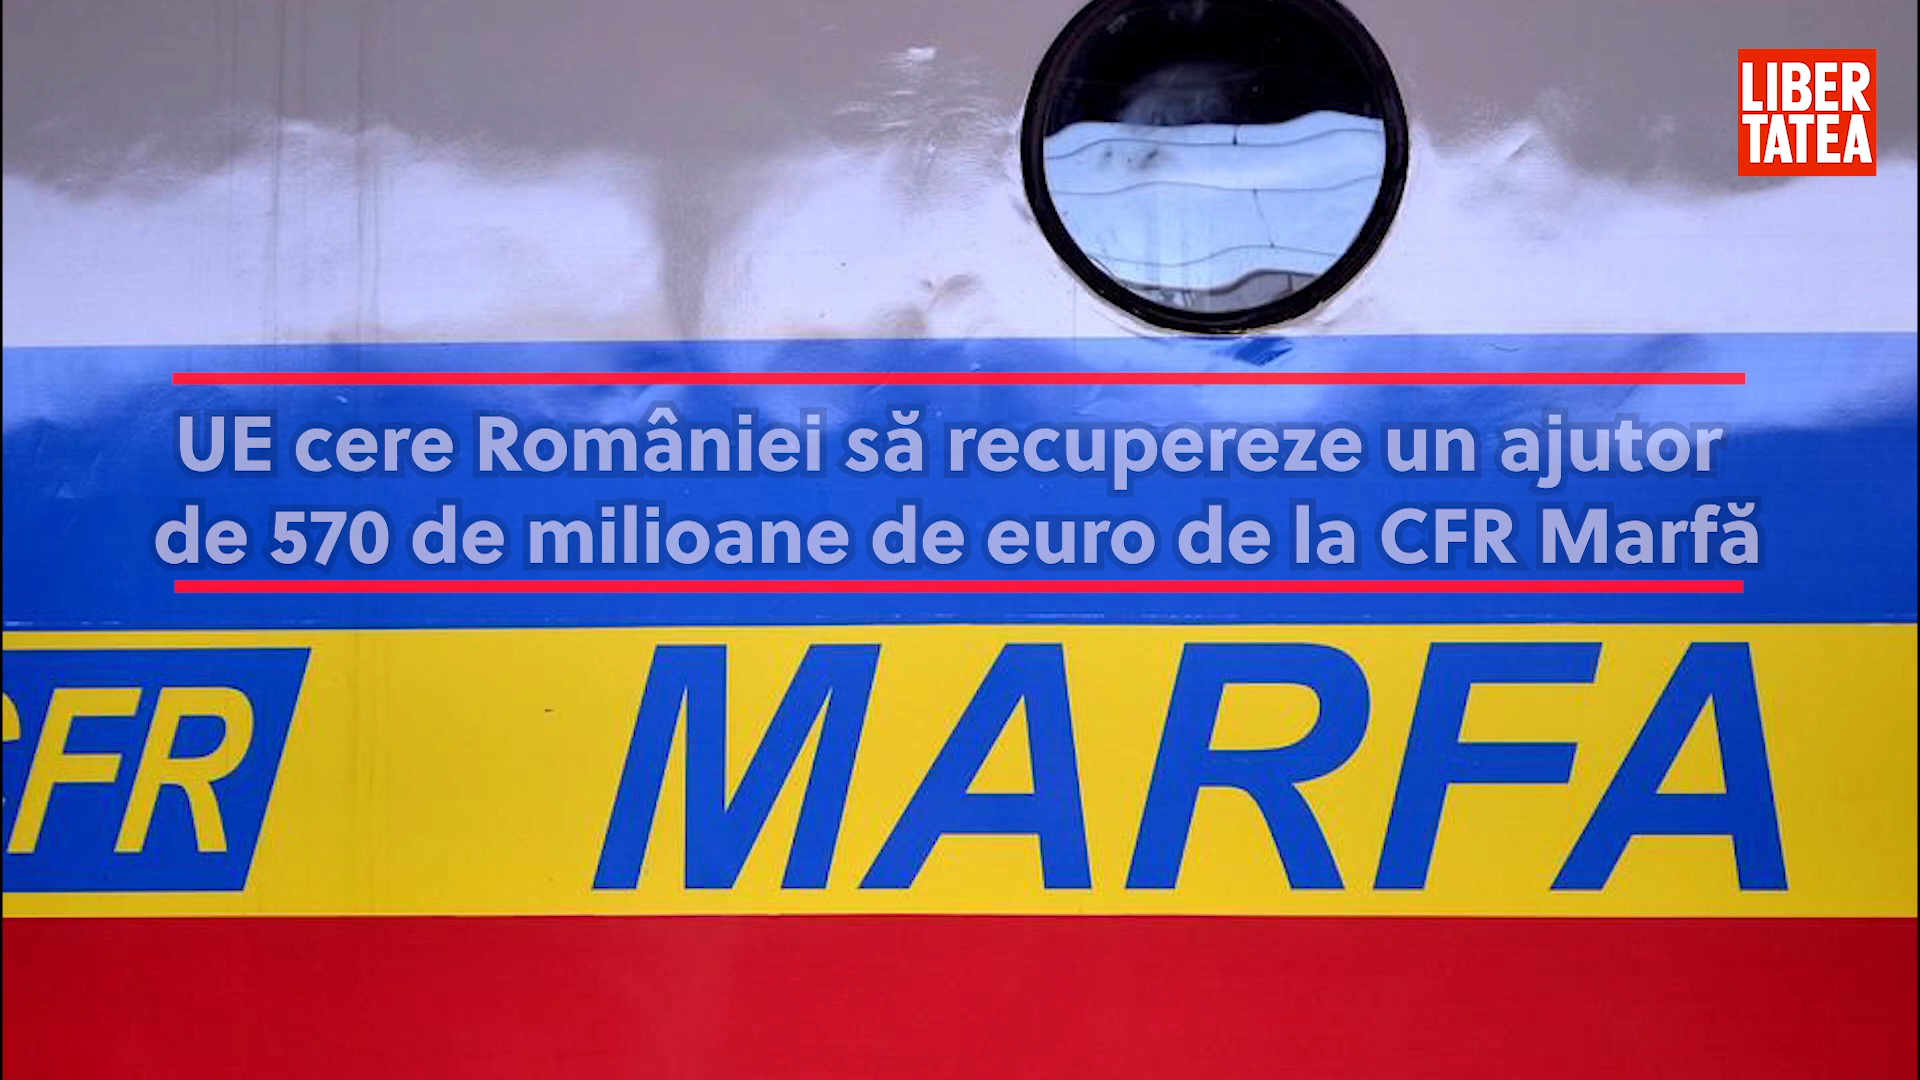 LIBER
TATEA
UE cere României să recupereze un ajutor
de 570 de milioane de euro de la CFR Marfă
CFR MARFA